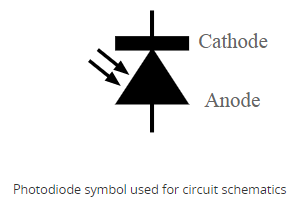 Cathode
Anode
Photodiode symbol used for circuit schematics